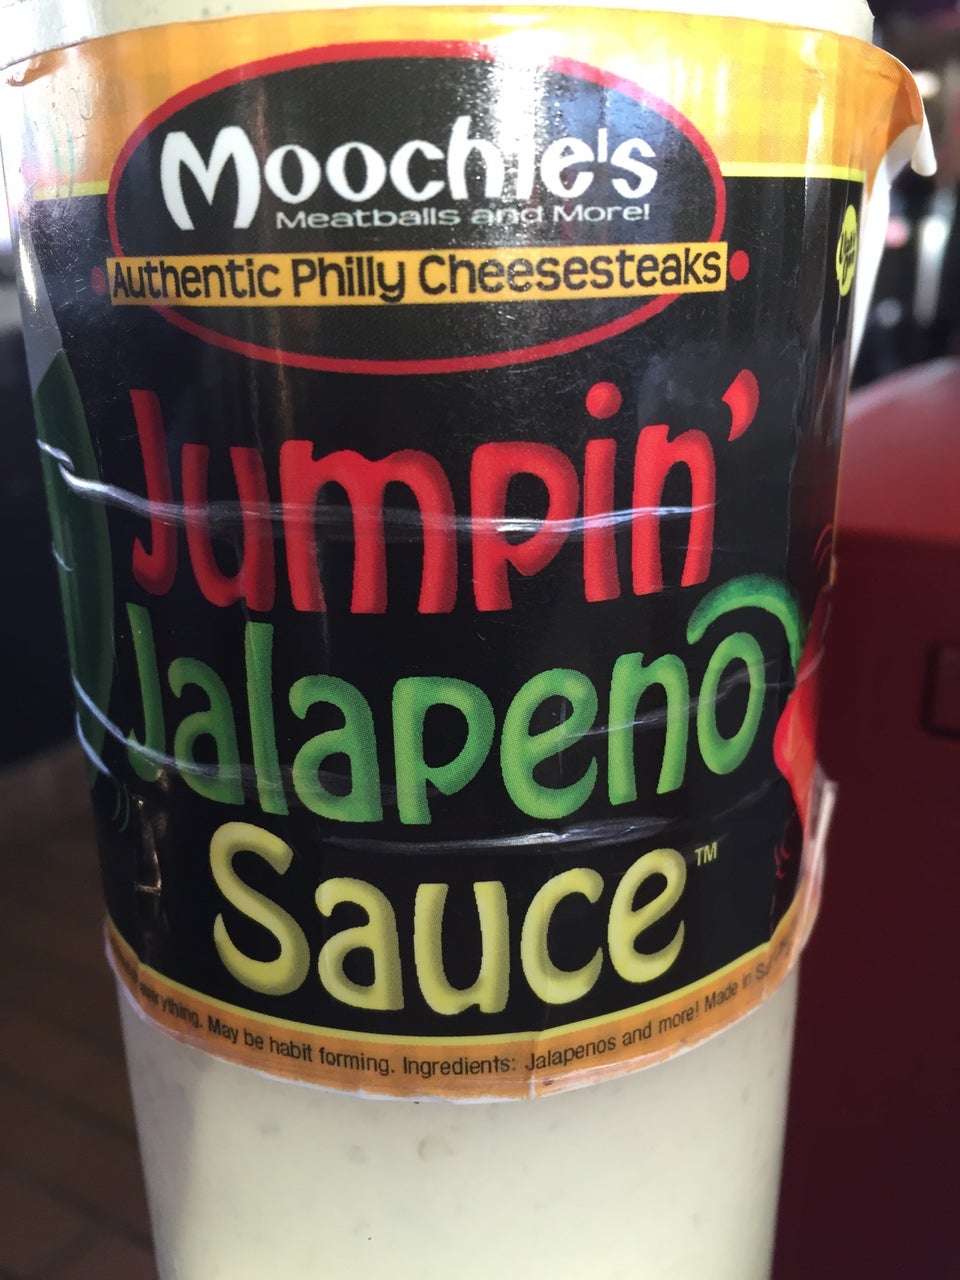 Moochie's
Meatballs and More!
Authentic Philly Cheesesteaks
Jumpin'
Jalapeno
Sauce™
everything. May be habit forming. Ingredients: Jalapenos and more! Made in